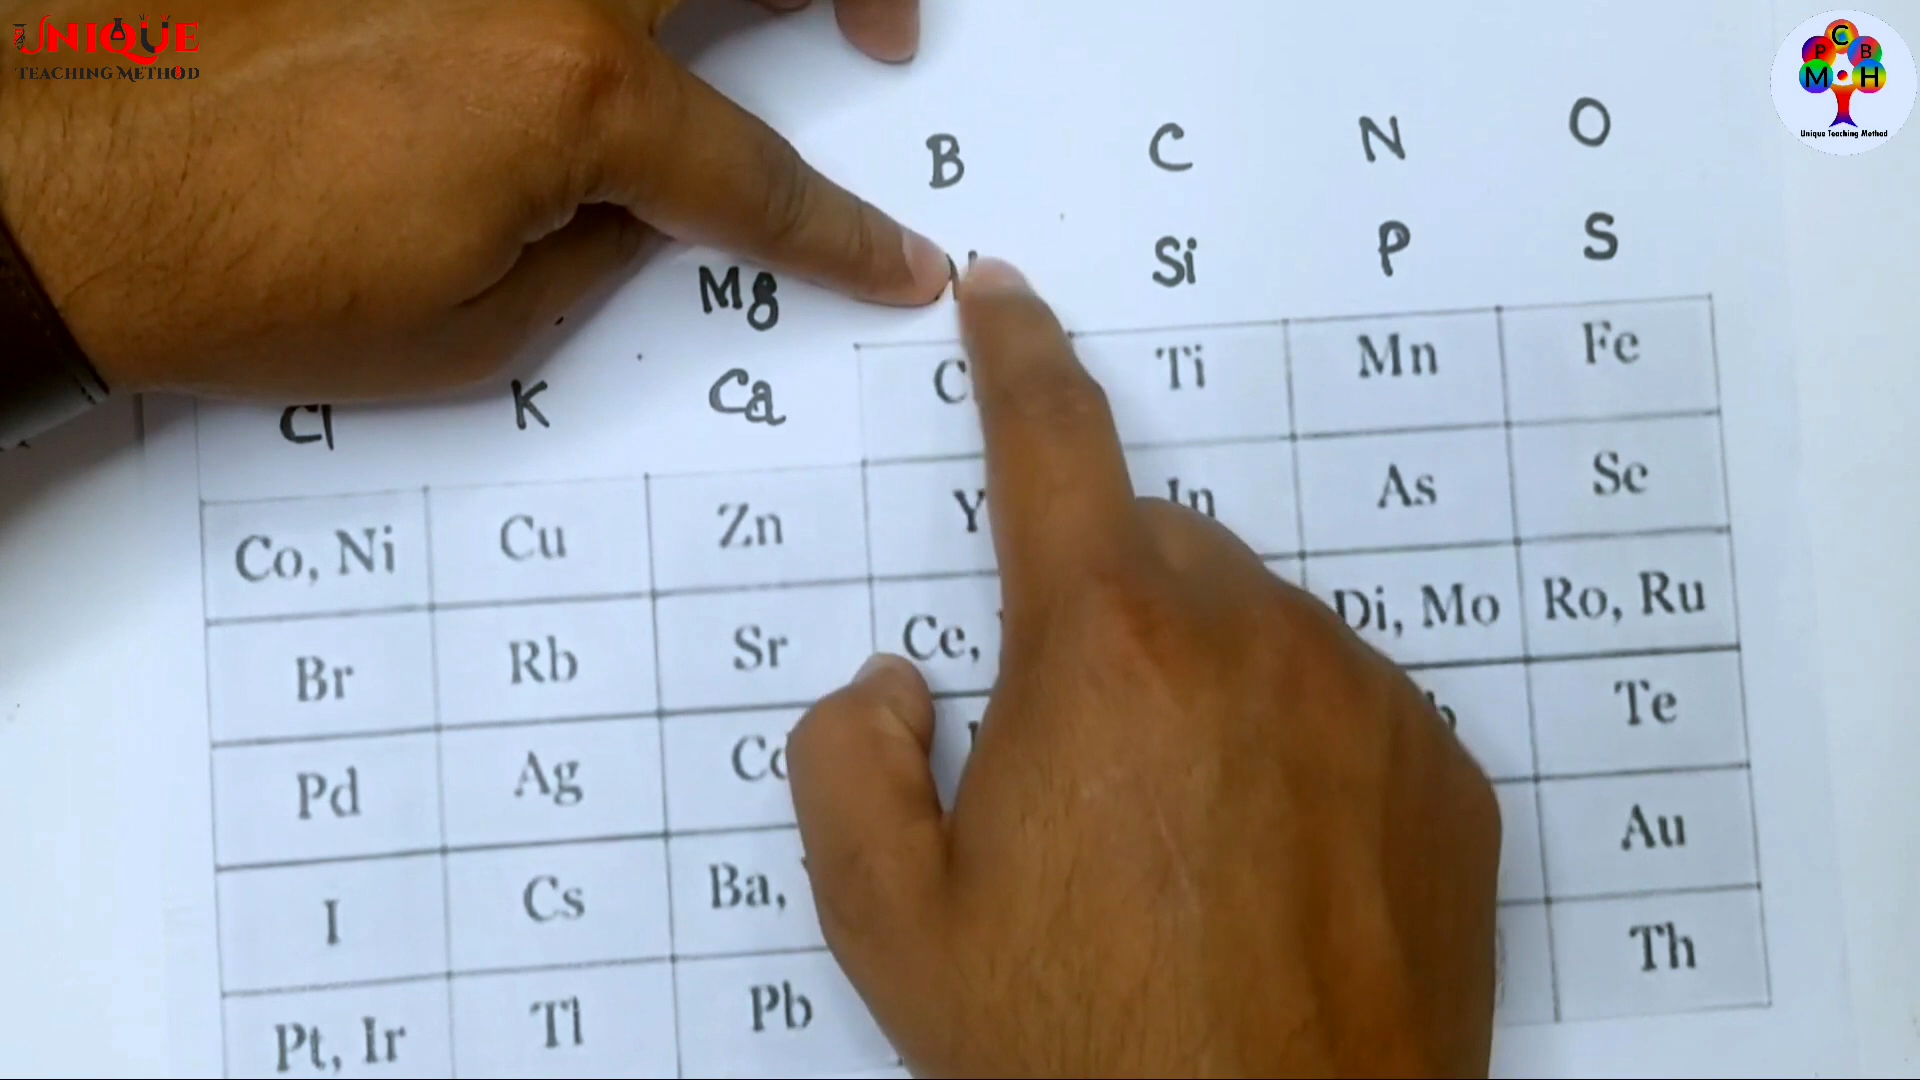 UNIQUE
TEACHING METHOD
P C B
M H
Unique Teaching Method
B C N O
Mg Si P S
Cl K Ca Ti Mn Fe
Co, Ni Cu Zn Y In As Se
Br Rb Sr Ce, Di, Mo Ro, Ru
Pd Ag Te
I Cs Ba, Au
Pt, Ir Tl Pb Th